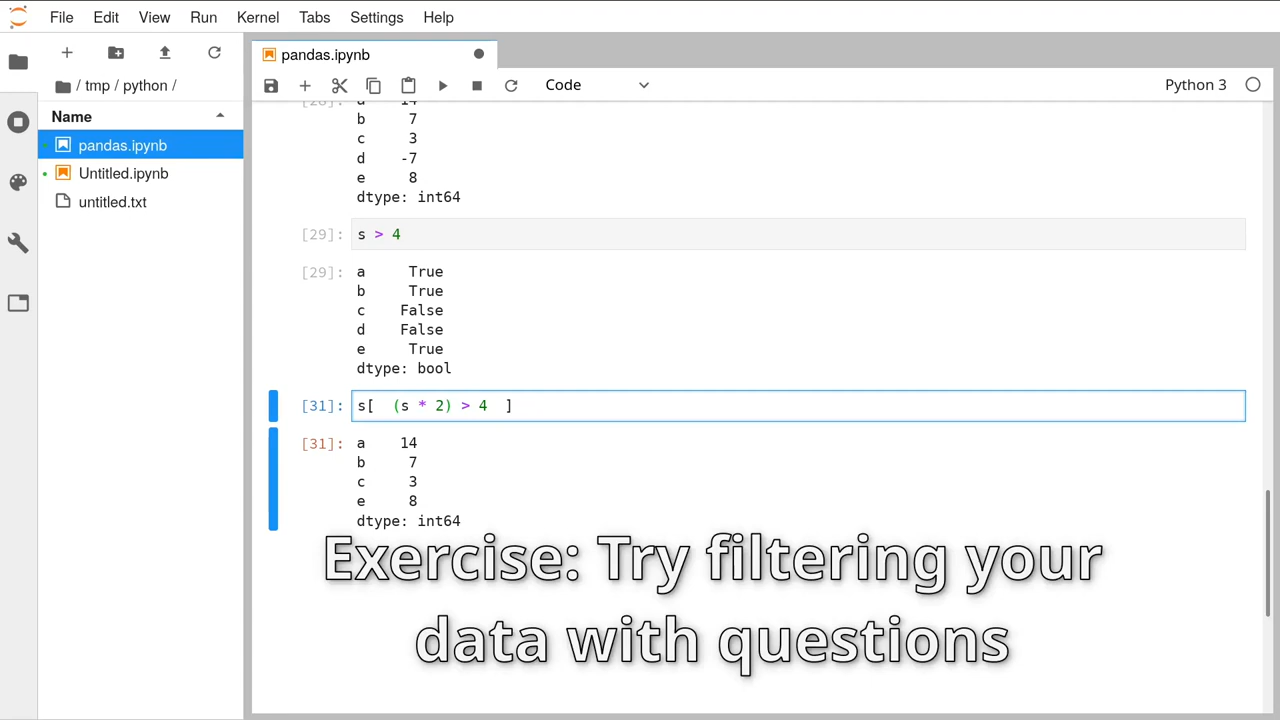 File Edit View Run Kernel Tabs Settings Help
pandas.ipynb
Code
Python 3
/ tmp / python /
Name
pandas.ipynb
Untitled.ipynb
untitled.txt
[28]: a 14
b 7
c 3
d -7
e 8
dtype: int64
[29]: s > 4
[29]: a True
b True
c False
d False
e True
dtype: bool
[31]: s[ (s * 2) > 4 ]
[31]: a 14
b 7
c 3
e 8
dtype: int64
Exercise: Try filtering your
data with questions